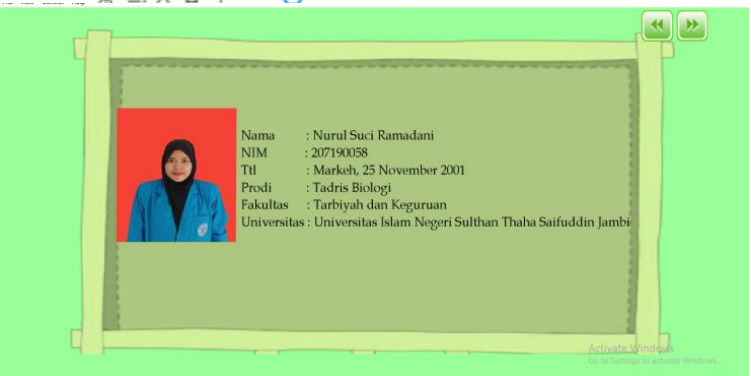 Nama : Nurul Suci Ramadani
NIM : 207190058
Ttl : Markeh, 25 November 2001
Prodi : Tadris Biologi
Fakultas : Tarbiyah dan Keguruan
Universitas : Universitas Islam Negeri Sulthan Thaha Saifuddin Jambi
Activate Windows
Go to Settings to activate Windows.